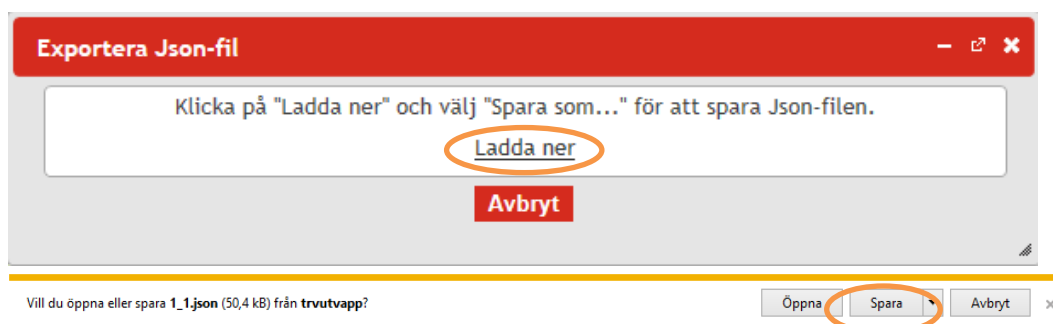 Exportera Json-fil
Klicka på "Ladda ner" och välj "Spara som..." för att spara Json-filen.
Ladda ner
Avbryt
Vill du öppna eller spara 1_1.json (50,4 kB) från trvutvapp? Öppna Spara Avbryt